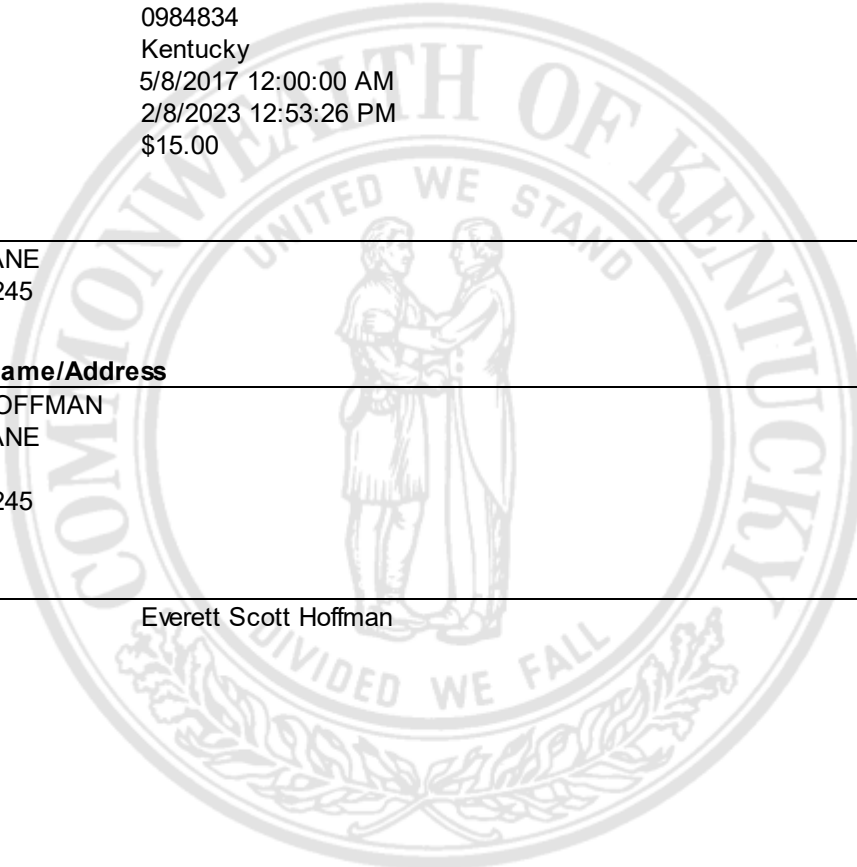 0984834
Kentucky
5/8/2017 12:00:00 AM
2/8/2023 12:53:26 PM
$15.00
COMMONWEALTH OF KENTUCKY
UNITED WE STAND
ANE
245
ame/Address
OFFMAN
ANE
245
Everett Scott Hoffman
DIVIDED WE FALL